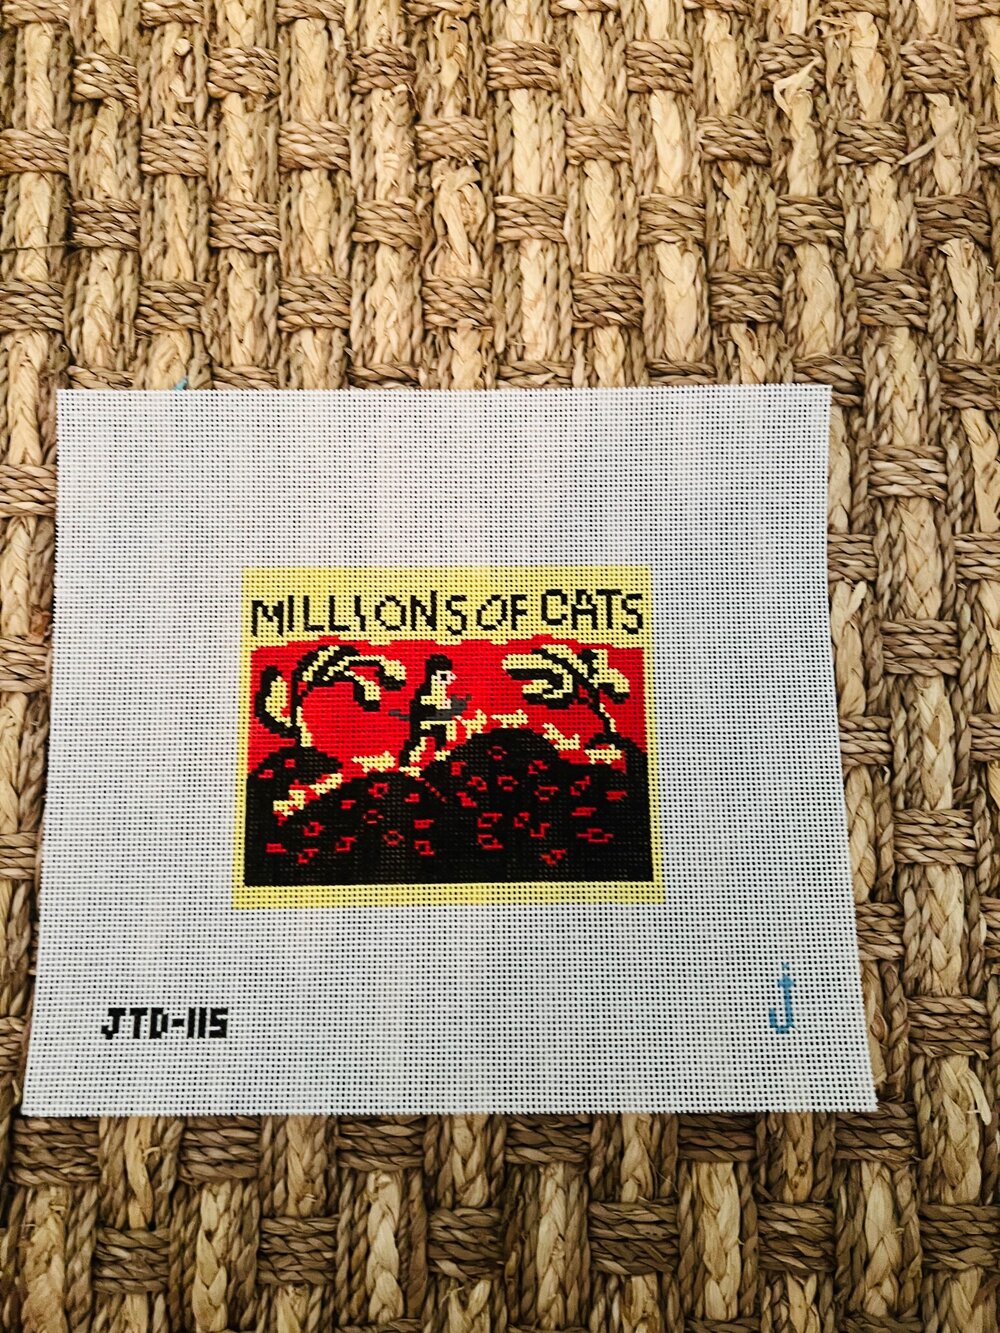 MILLIONS OF CATS
JTD-115
j